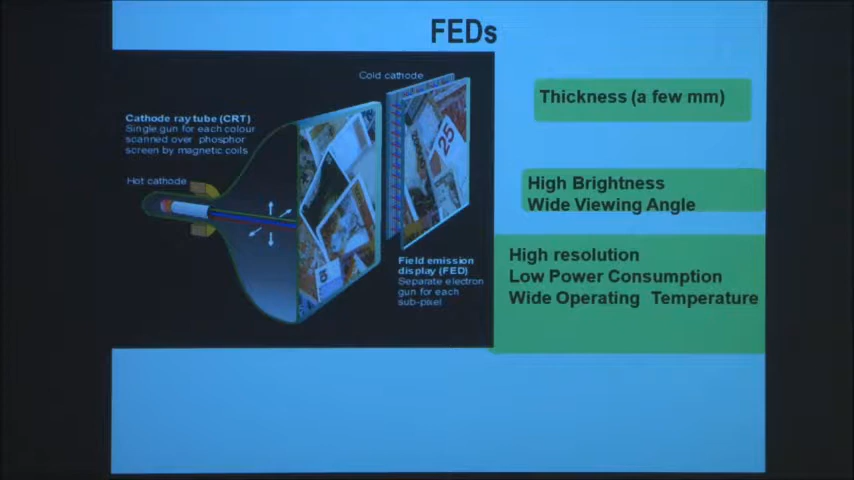 FEDs
Cold cathode
Cathode ray tube (CRT)
Single gun for each colour
scanned over phosphor
screen by magnetic coils
Hot cathode
25
5
Field emission
display (FED)
Separate electron
gun for each
sub-pixel
Thickness (a few mm)
High Brightness
Wide Viewing Angle
High resolution
Low Power Consumption
Wide Operating Temperature